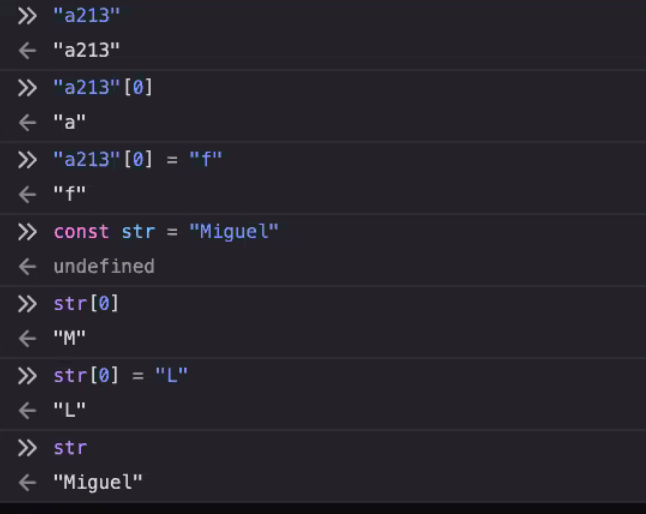 >> "a213"
← "a213"
>> "a213"[0]
← "a"
>> "a213"[0] = "f"
← "f"
>> const str = "Miguel"
← undefined
>> str[0]
← "M"
>> str[0] = "L"
← "L"
>> str
← "Miguel"